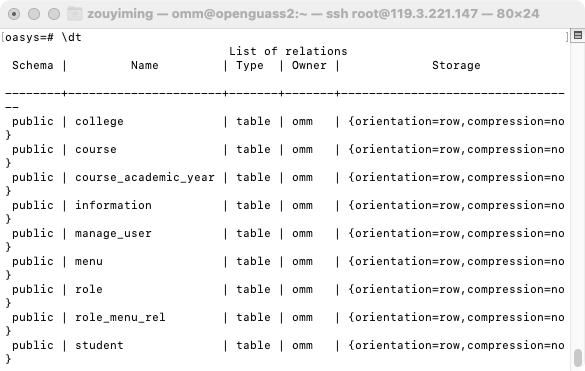 zouyiming — omm@openguass2:~ — ssh root@119.3.221.147 — 80×24
[oasys=# \dt ]
List of relations
Schema | Name | Type | Owner | Storage
--------+----------------------+-------+-------+--------------------------------
--
public | college | table | omm | {orientation=row,compression=no
}
public | course | table | omm | {orientation=row,compression=no
}
public | course_academic_year | table | omm | {orientation=row,compression=no
}
public | information | table | omm | {orientation=row,compression=no
}
public | manage_user | table | omm | {orientation=row,compression=no
}
public | menu | table | omm | {orientation=row,compression=no
}
public | role | table | omm | {orientation=row,compression=no
}
public | role_menu_rel | table | omm | {orientation=row,compression=no
}
public | student | table | omm | {orientation=row,compression=no
}